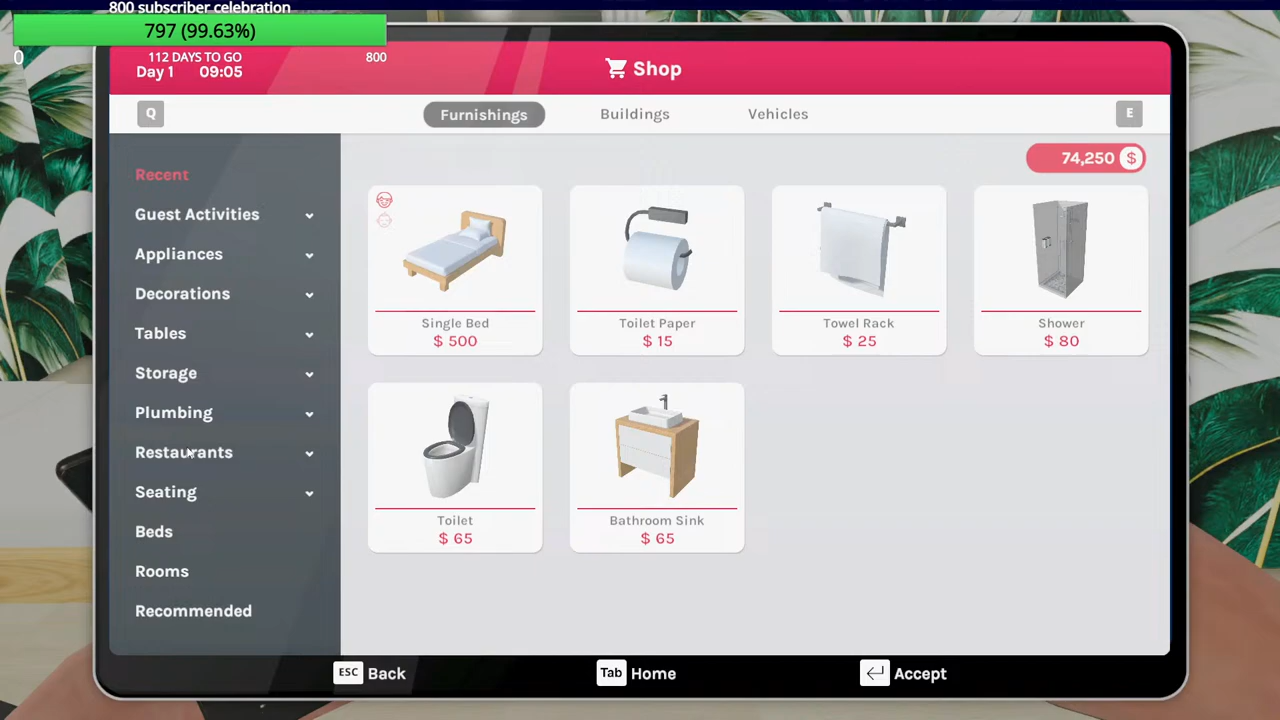 800 subscriber celebration
797 (99.63%)
0
112 DAYS TO GO
800
Day 1 09:05
Shop
Q
Furnishings
Buildings
Vehicles
E
74,250 $
Recent
Guest Activities
Appliances
Decorations
Tables
Storage
Plumbing
Restaurants
Seating
Beds
Rooms
Recommended
Single Bed
$ 500
Toilet Paper
$ 15
Towel Rack
$ 25
Shower
$ 80
Toilet
$ 65
Bathroom Sink
$ 65
ESC Back
Tab Home
Accept